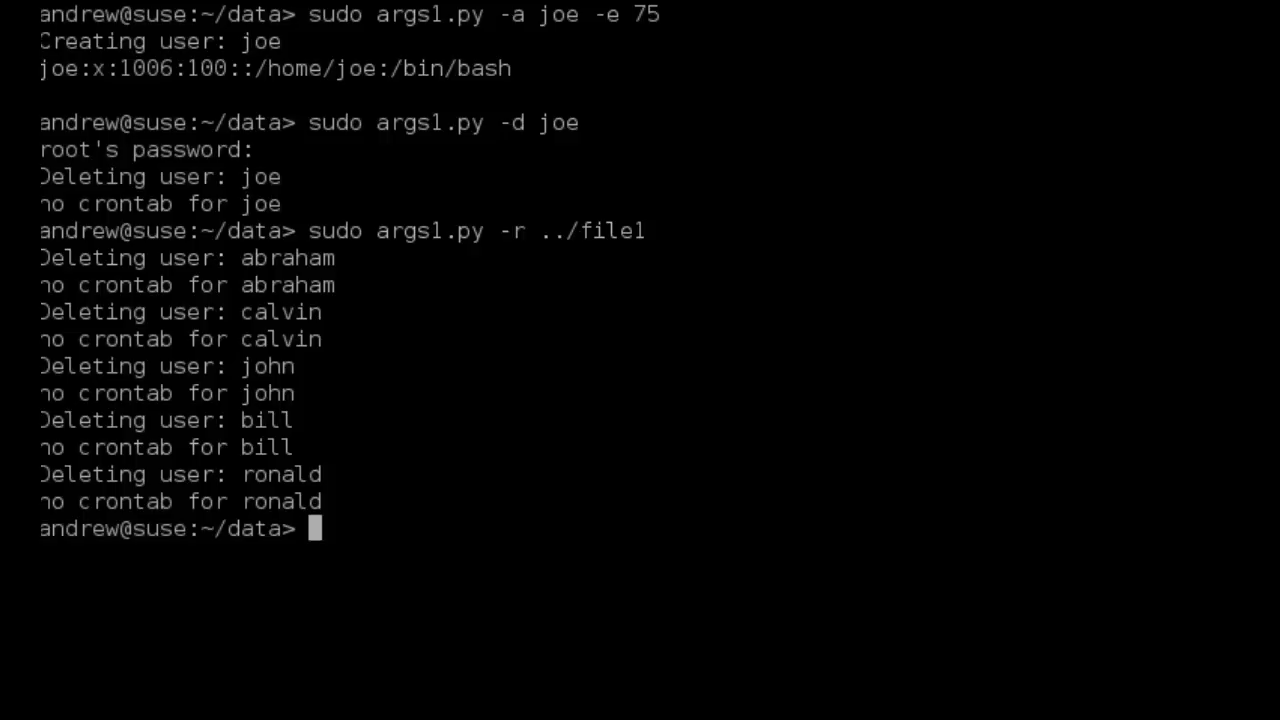 andrew@suse:~/data> sudo args1.py -a joe -e 75
Creating user: joe
joe:x:1006:100::/home/joe:/bin/bash
andrew@suse:~/data> sudo args1.py -d joe
root's password:
Deleting user: joe
no crontab for joe
andrew@suse:~/data> sudo args1.py -r ../file1
Deleting user: abraham
no crontab for abraham
Deleting user: calvin
no crontab for calvin
Deleting user: john
no crontab for john
Deleting user: bill
no crontab for bill
Deleting user: ronald
no crontab for ronald
andrew@suse:~/data>